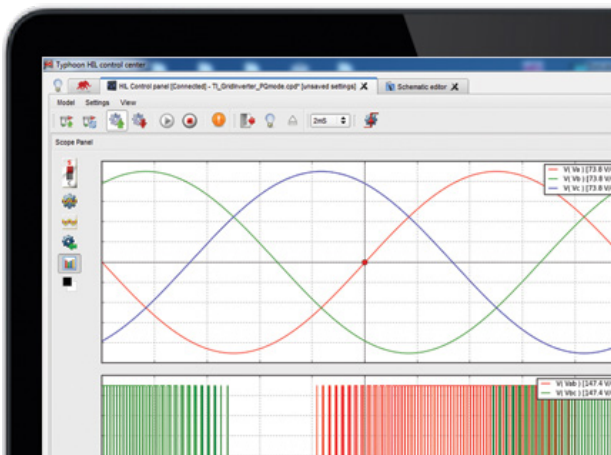 Typhoon HIL control center
HIL Control panel [Connected] - TI_GridInverter_PQmode.cpd* [unsaved settings]
Schematic editor
Model Settings View
2m6
Scope Panel
V( Va ) [73.8 V/
V( Vb ) [73.8 V/
V( Vc ) [73.8 V/
V( Vab ) [147.4 V/
V( Vbc ) [147.4 V/